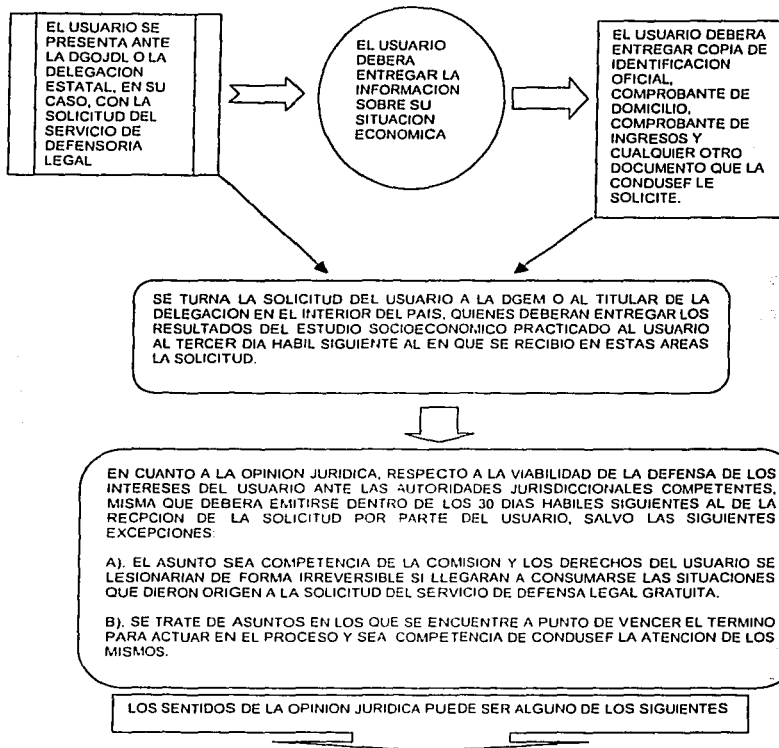 EL USUARIO SE
PRESENTA ANTE
LA DGOJDL O LA
DELEGACION
ESTATAL, EN SU
CASO, CON LA
SOLICITUD DEL
SERVICIO DE
DEFENSORIA
LEGAL
EL USUARIO
DEBERA
ENTREGAR LA
INFORMACION
SOBRE SU
SITUACION
ECONOMICA
EL USUARIO DEBERA
ENTREGAR COPIA DE
IDENTIFICACION
OFICIAL,
COMPROBANTE DE
DOMICILIO,
COMPROBANTE DE
INGRESOS Y
CUALQUIER OTRO
DOCUMENTO QUE LA
CONDUSEF LE
SOLICITE.
SE TURNA LA SOLICITUD DEL USUARIO A LA DGEM O AL TITULAR DE LA
DELEGACION EN EL INTERIOR DEL PAIS, QUIENES DEBERAN ENTREGAR LOS
RESULTADOS DEL ESTUDIO SOCIOECONOMICO PRACTICADO AL USUARIO
AL TERCER DIA HABIL SIGUIENTE AL EN QUE SE RECIBIO EN ESTAS AREAS
LA SOLICITUD.
EN CUANTO A LA OPINION JURIDICA, RESPECTO A LA VIABILIDAD DE LA DEFENSA DE LOS
INTERESES DEL USUARIO ANTE LAS AUTORIDADES JURISDICCIONALES COMPETENTES,
MISMA QUE DEBERA EMITIRSE DENTRO DE LOS 30 DIAS HABILES SIGUIENTES AL DE LA
RECPCION DE LA SOLICITUD POR PARTE DEL USUARIO, SALVO LAS SIGUIENTES
EXCEPCIONES:
A). EL ASUNTO SEA COMPETENCIA DE LA COMISION Y LOS DERECHOS DEL USUARIO SE
LESIONARIAN DE FORMA IRREVERSIBLE SI LLEGARAN A CONSUMARSE LAS SITUACIONES
QUE DIERON ORIGEN A LA SOLICITUD DEL SERVICIO DE DEFENSA LEGAL GRATUITA.
B). SE TRATE DE ASUNTOS EN LOS QUE SE ENCUENTRE A PUNTO DE VENCER EL TERMINO
PARA ACTUAR EN EL PROCESO Y SEA COMPETENCIA DE CONDUSEF LA ATENCION DE LOS
MISMOS.
LOS SENTIDOS DE LA OPINION JURIDICA PUEDE SER ALGUNO DE LOS SIGUIENTES